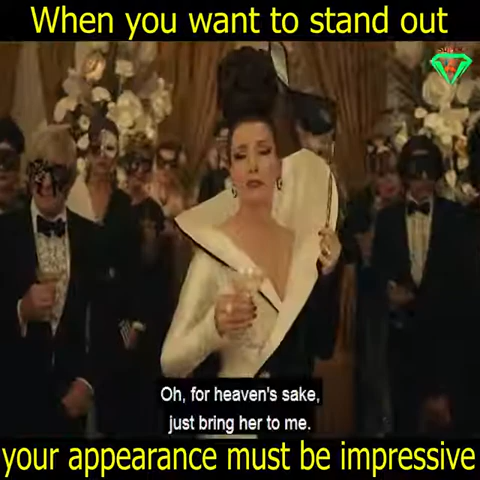 When you want to stand out
Oh, for heaven's sake,
just bring her to me.
your appearance must be impressive